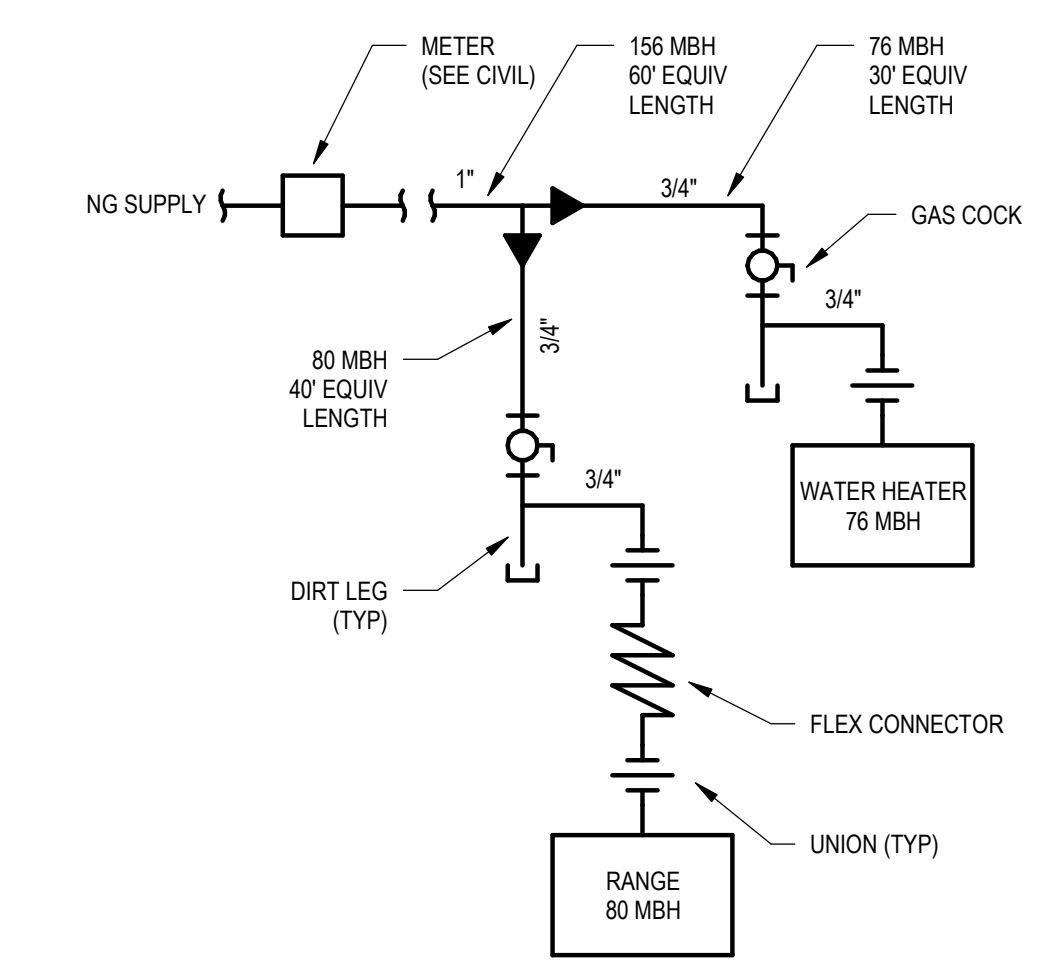 METER
(SEE CIVIL)
156 MBH
60' EQUIV
LENGTH
76 MBH
30' EQUIV
LENGTH
NG SUPPLY
1"
3/4"
GAS COCK
3/4"
3/4"
80 MBH
40' EQUIV
LENGTH
WATER HEATER
76 MBH
3/4"
DIRT LEG
(TYP)
FLEX CONNECTOR
UNION (TYP)
RANGE
80 MBH